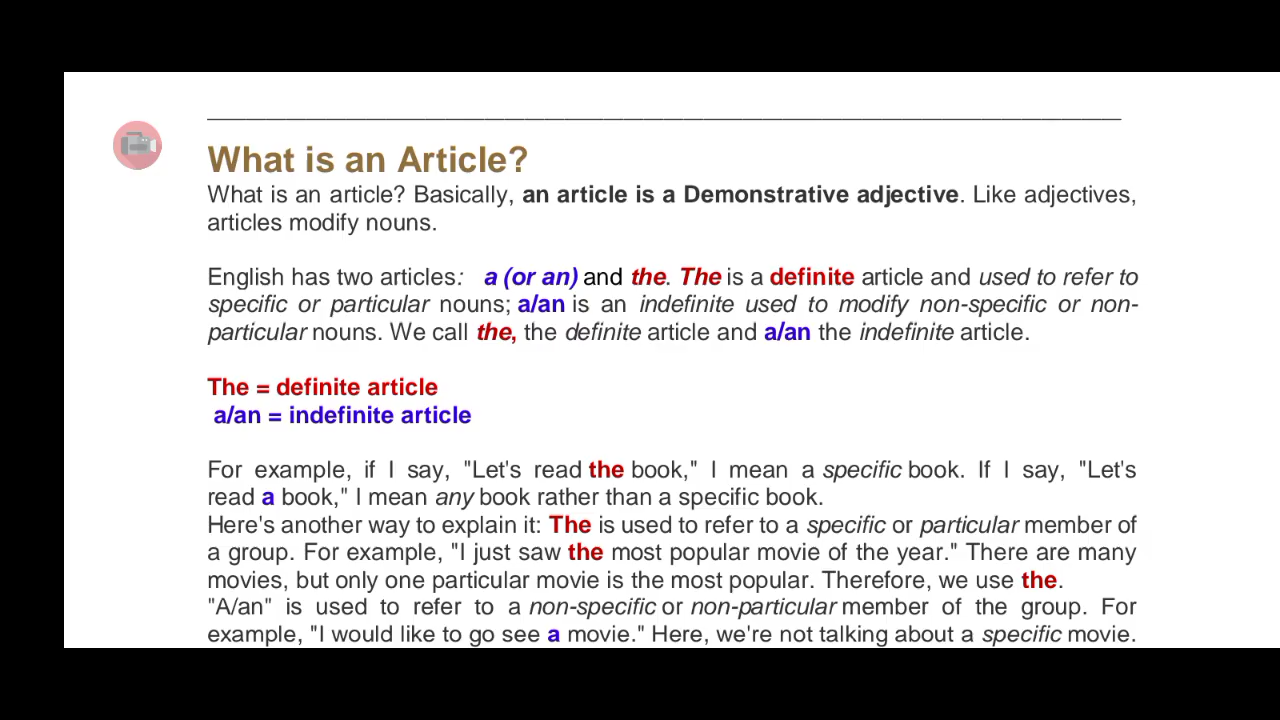 What is an Article?
What is an article? Basically, an article is a Demonstrative adjective. Like adjectives,
articles modify nouns.
English has two articles: a (or an) and the. The is a definite article and used to refer to
specific or particular nouns; a/an is an indefinite used to modify non-specific or non-
particular nouns. We call the, the definite article and a/an the indefinite article.
The = definite article
a/an = indefinite article
For example, if I say, "Let's read the book," I mean a specific book. If I say, "Let's
read a book," I mean any book rather than a specific book.
Here's another way to explain it: The is used to refer to a specific or particular member of
a group. For example, "I just saw the most popular movie of the year." There are many
movies, but only one particular movie is the most popular. Therefore, we use the.
"A/an" is used to refer to a non-specific or non-particular member of the group. For
example, "I would like to go see a movie." Here, we're not talking about a specific movie.